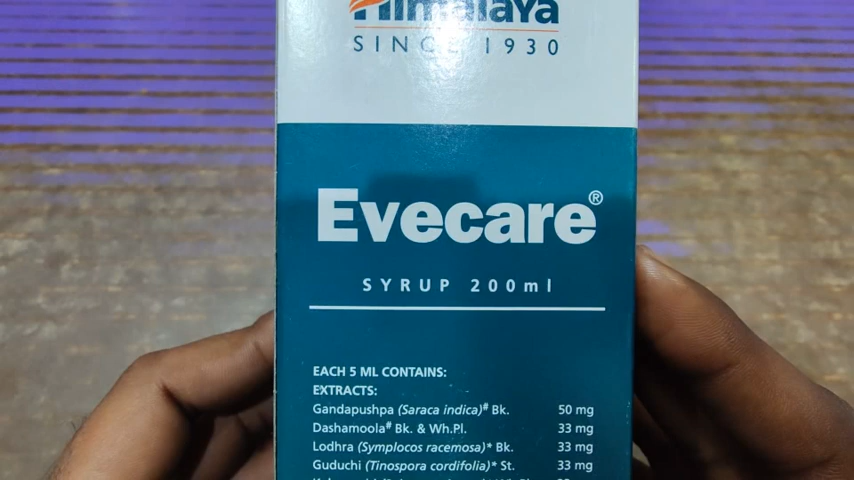 Himalaya
SINCE 1930
Evecare®
SYRUP 200ml
EACH 5 ML CONTAINS:
EXTRACTS:
Gandapushpa (Saraca indica)# Bk. 50 mg
Dashamoola# Bk. & Wh.Pl. 33 mg
Lodhra (Symplocos racemosa)* Bk. 33 mg
Guduchi (Tinospora cordifolia)* St. 33 mg